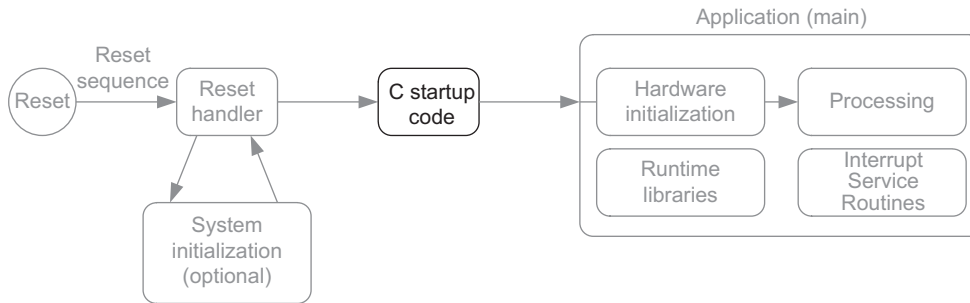 Application (main)
Reset
sequence
Reset
Reset
handler
C startup
code
Hardware
initialization
Processing
Runtime
libraries
Interrupt
Service
Routines
System
initialization
(optional)